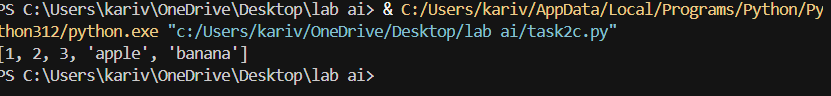 PS C:\Users\kariv\OneDrive\Desktop\lab ai> & C:/Users/kariv/AppData/Local/Programs/Python/Py
thon312/python.exe "c:/Users/kariv/OneDrive/Desktop/lab ai/task2c.py"
[1, 2, 3, 'apple', 'banana']
PS C:\Users\kariv\OneDrive\Desktop\lab ai>